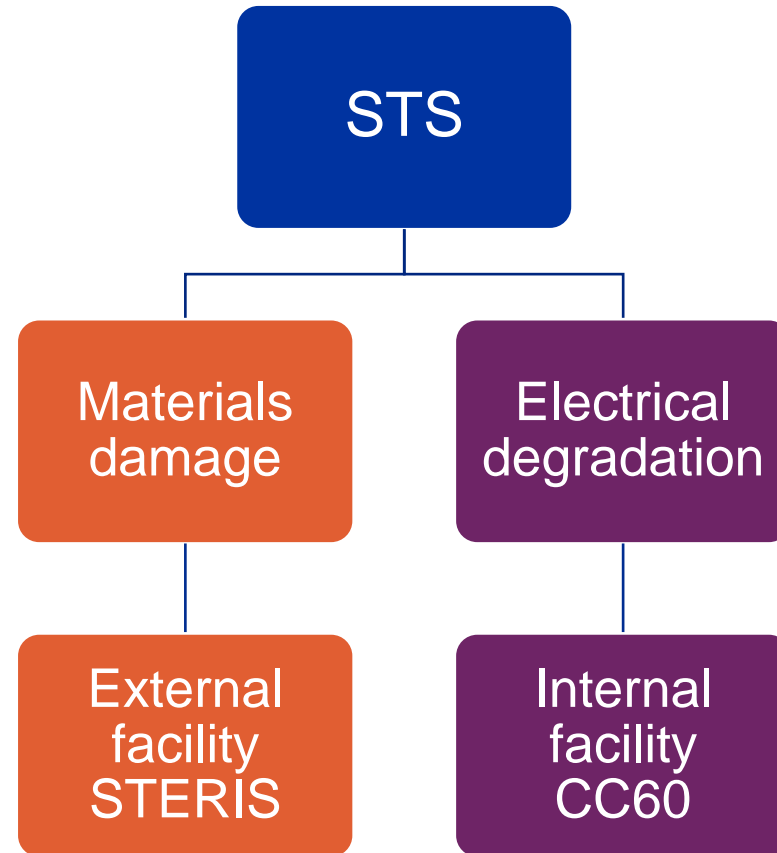 STS
Materials
damage
Electrical
degradation
External
facility
STERIS
Internal
facility
CC60